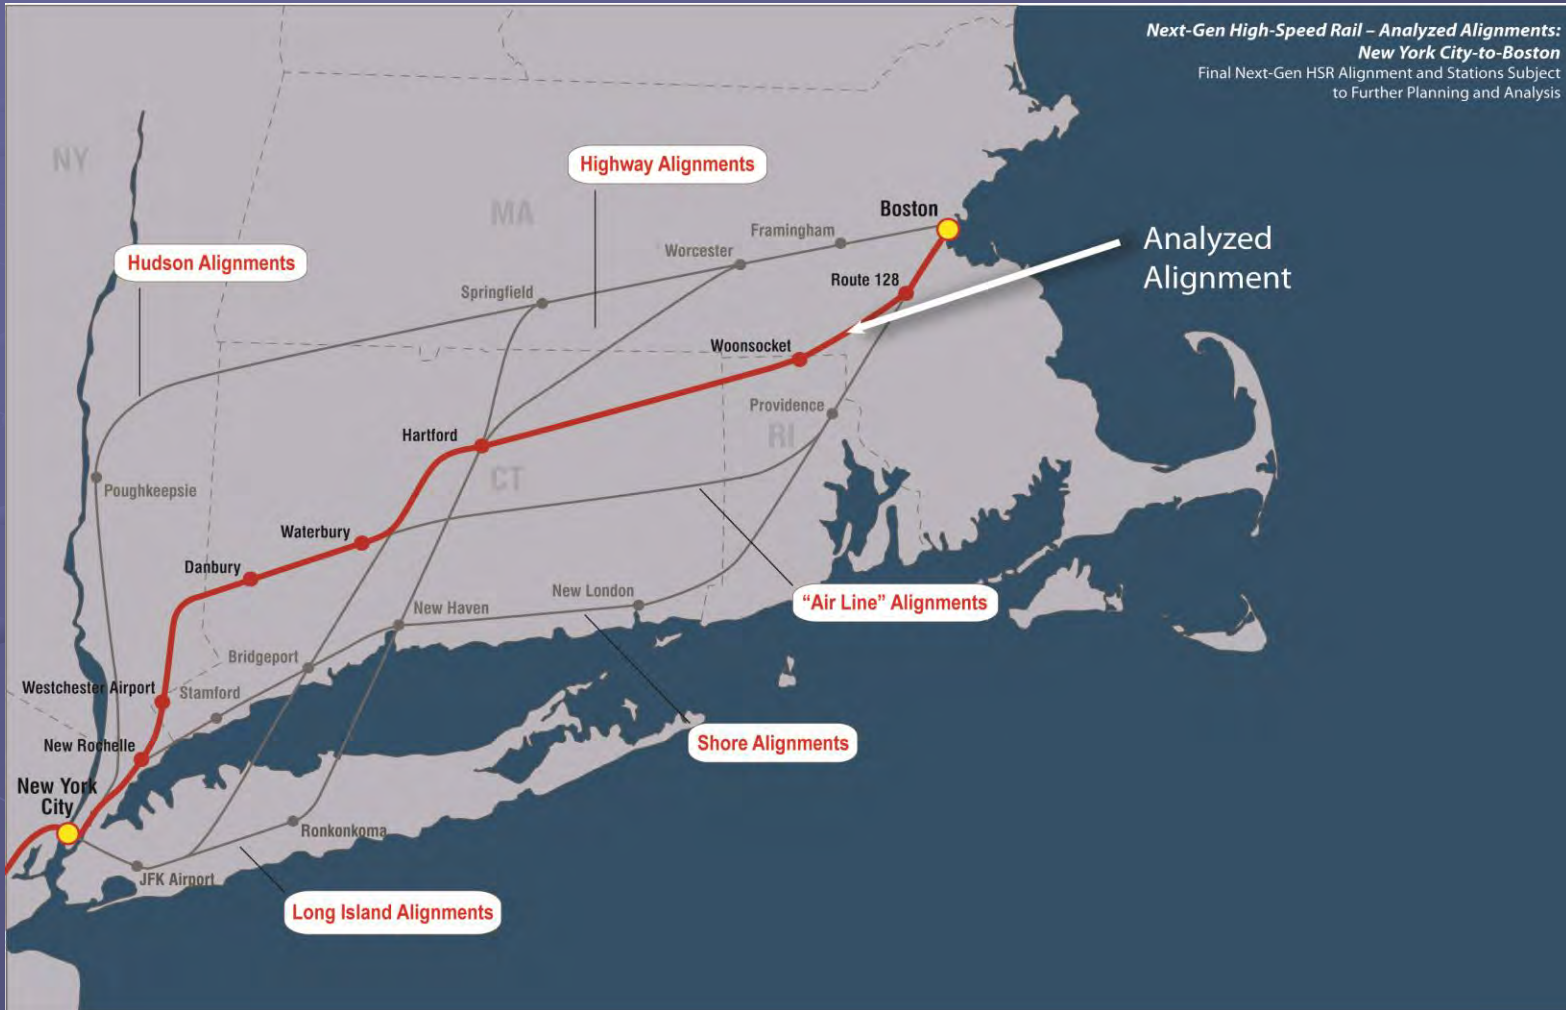 Next-Gen High-Speed Rail – Analyzed Alignments:
New York City-to-Boston
Final Next-Gen HSR Alignment and Stations Subject
to Further Planning and Analysis
NY
Highway Alignments
MA
Boston
Framingham
Analyzed
Alignment
Worcester
Hudson Alignments
Route 128
Springfield
Woonsocket
Providence
RI
Hartford
CT
Poughkeepsie
Waterbury
Danbury
New London
"Air Line" Alignments
New Haven
Bridgeport
Westchester Airport
Stamford
New Rochelle
Shore Alignments
New York
City
Ronkonkoma
JFK Airport
Long Island Alignments